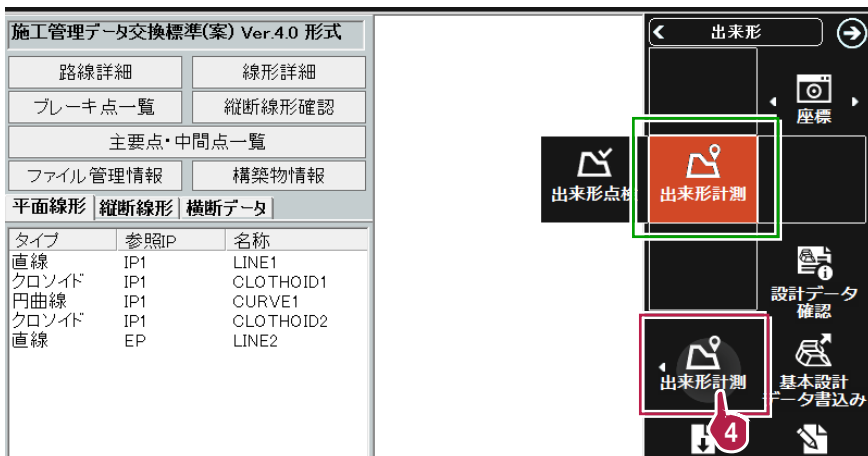 施工管理データ交換標準(案) Ver.4.0 形式
路線詳細
線形詳細
ブレーキ点一覧
縦断線形確認
主要点・中間点一覧
ファイル管理情報
構築物情報
平面線形
縦断線形
横断データ
タイプ 参照IP 名称
直線 IP1 LINE1
クロソイド IP1 CLOTHOID1
円曲線 IP1 CURVE1
クロソイド IP1 CLOTHOID2
直線 EP LINE2
出来形
座標
出来形点検
出来形計測
設計データ
確認
出来形計測
基本設計
データ書込み
4